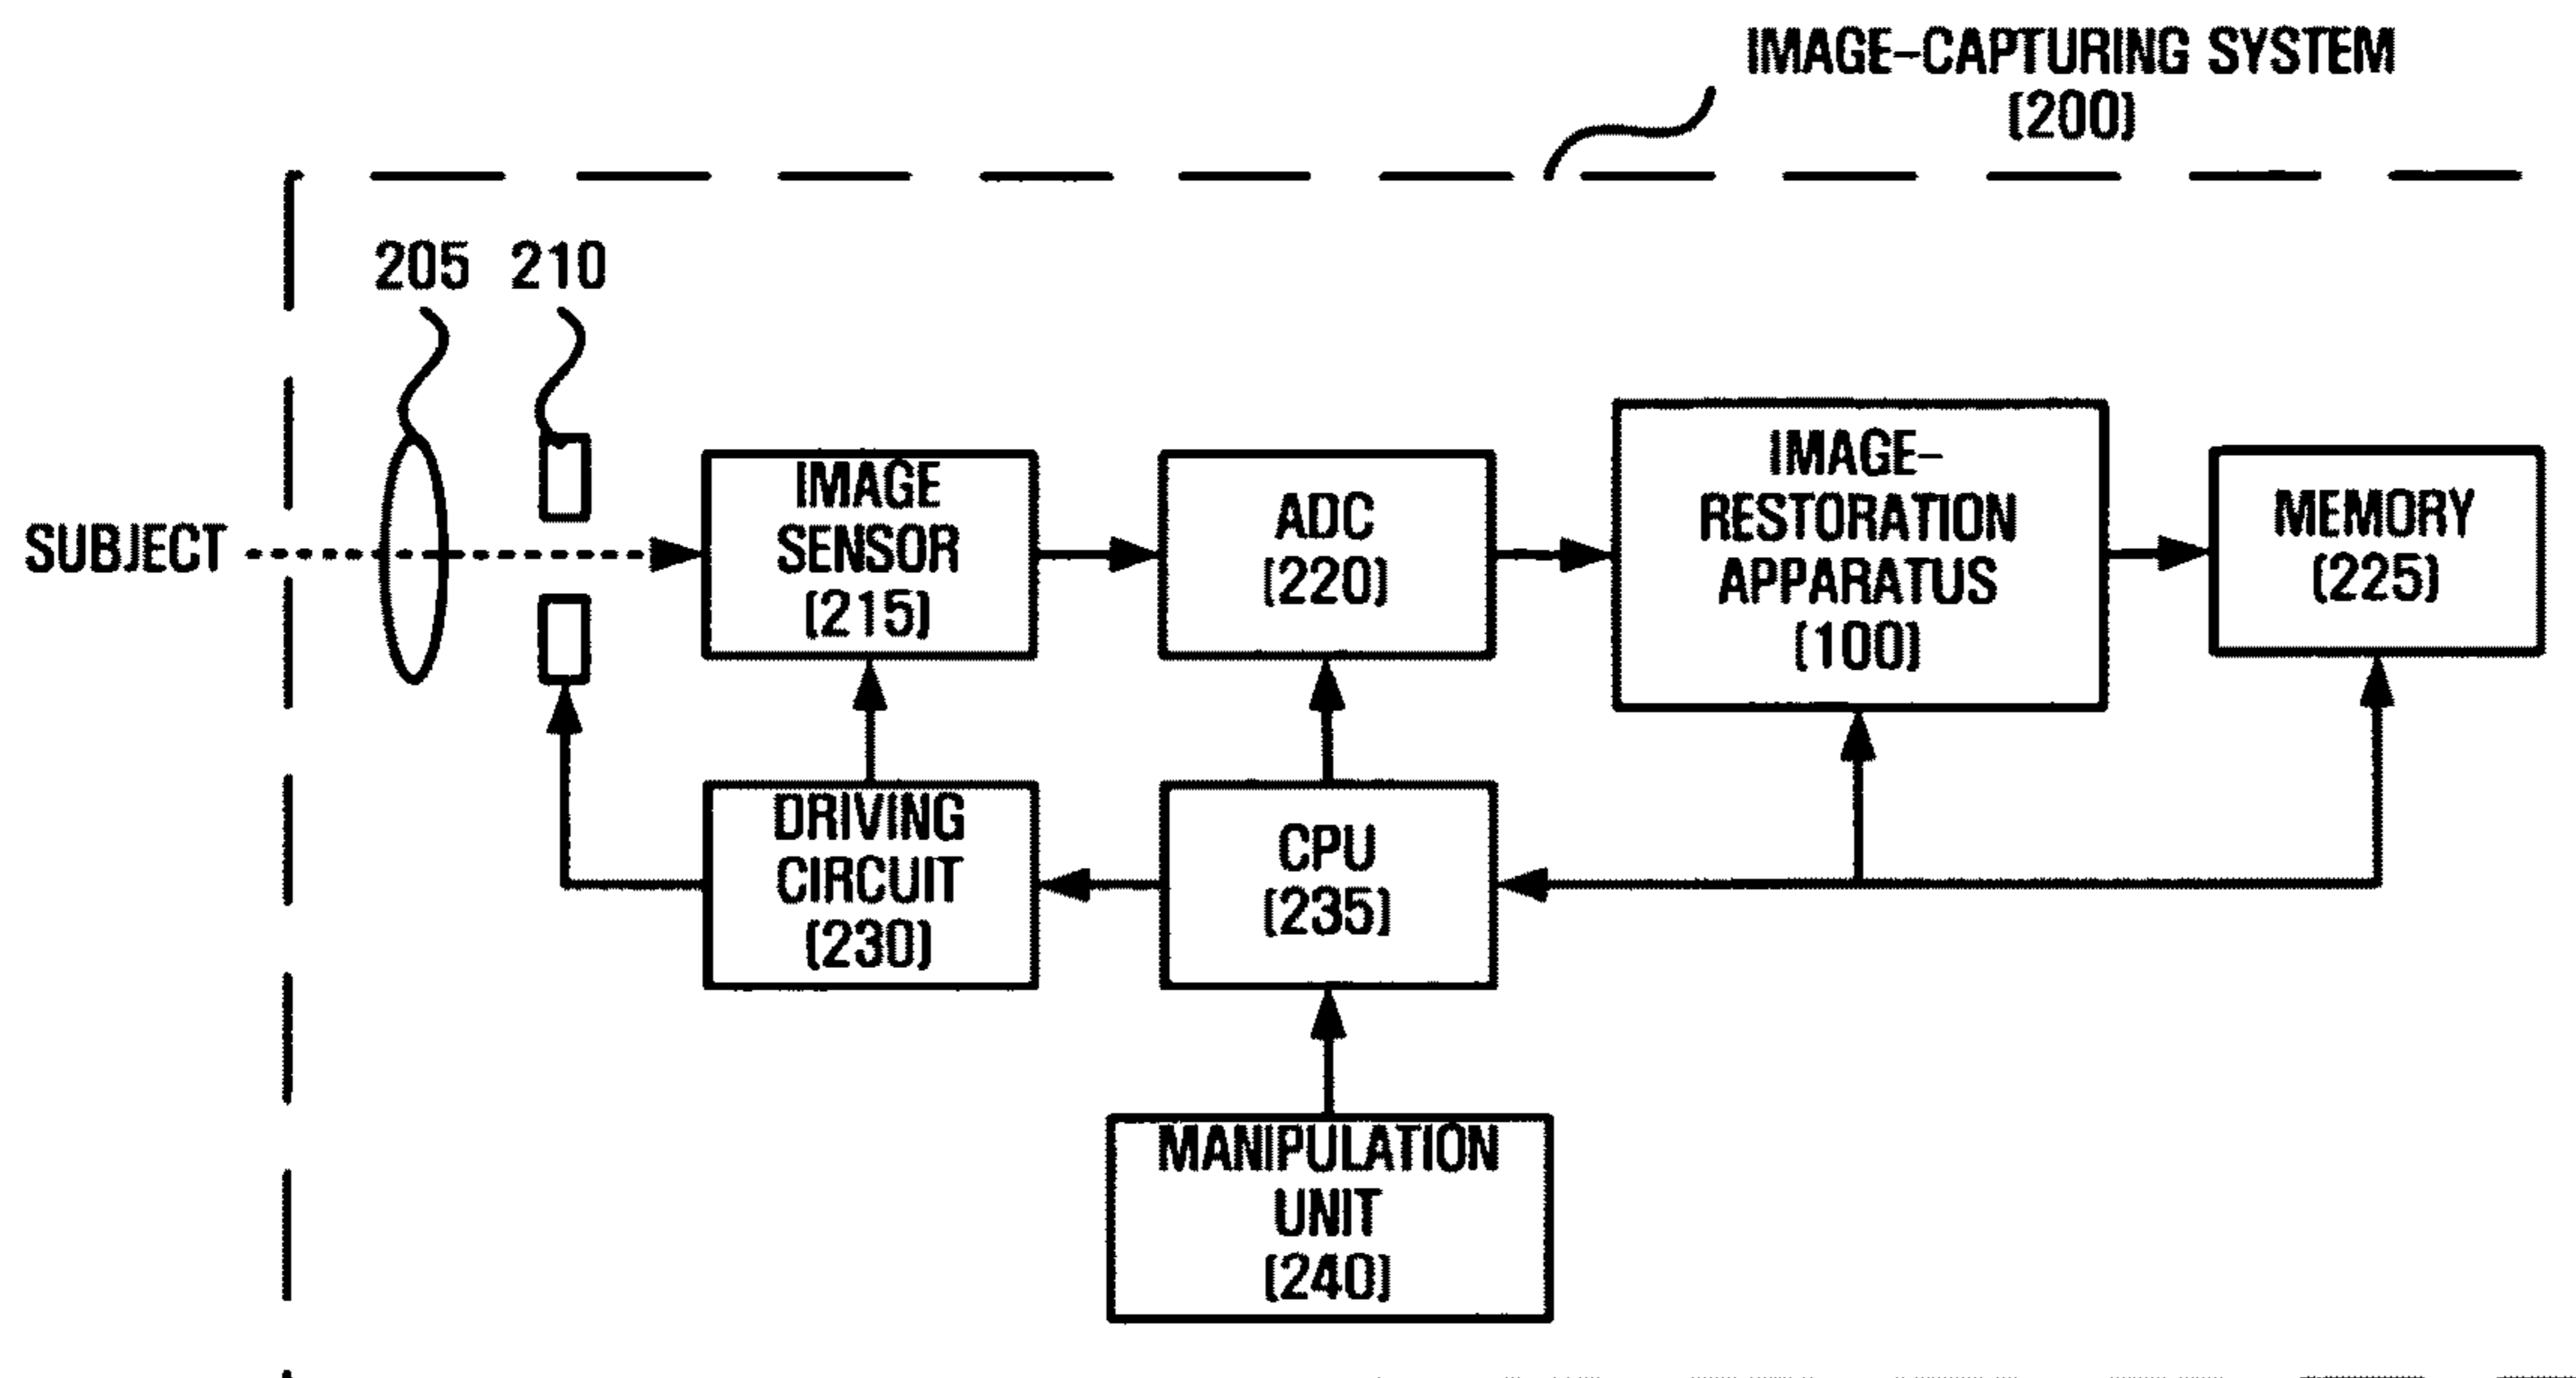 IMAGE-CAPTURING SYSTEM
(200)
205 210
SUBJECT
IMAGE
SENSOR
(215)
ADC
(220)
IMAGE-
RESTORATION
APPARATUS
(100)
MEMORY
(225)
DRIVING
CIRCUIT
(230)
CPU
(235)
MANIPULATION
UNIT
(240)